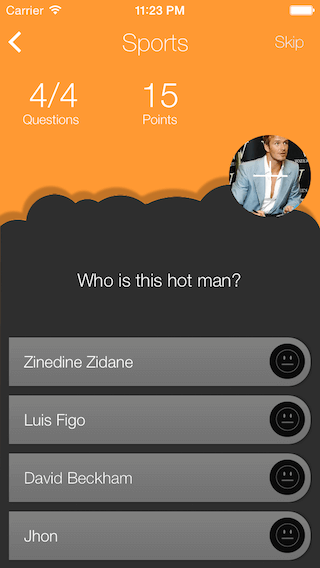 Carrier 11:23 PM
Sports Skip
4/4 15
Questions Points
Who is this hot man?
Zinedine Zidane
Luis Figo
David Beckham
Jhon